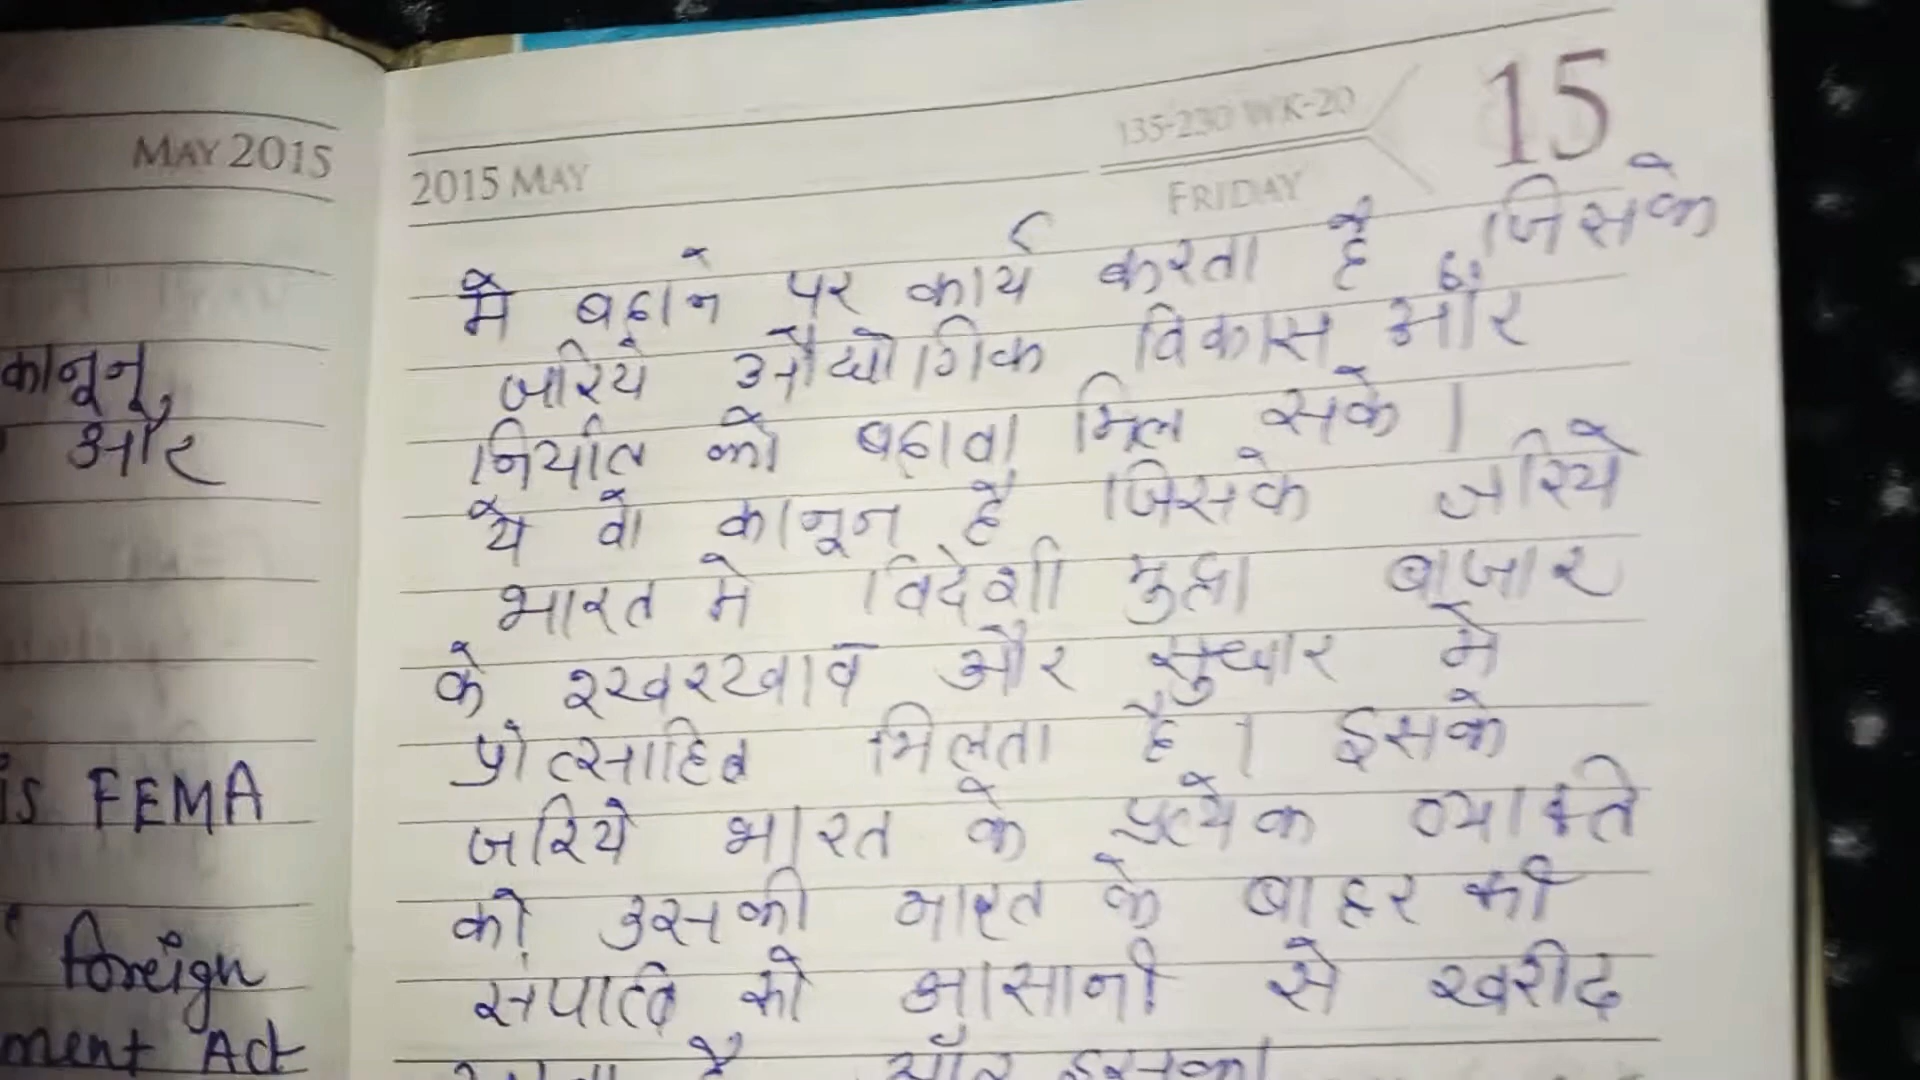 MAY 2015
कानून,
और
is FEMA
foreign
ment Act
2015 MAY
135-230 WK-20
FRIDAY
15
मे बढाने पर कार्य करता है, जिसके
जरिये औद्योगिक विकास और
निर्यात को बढावा मिल सके।
ये वो कानून है जिसके जरिये
भारत मे विदेशी मुद्रा बाजार
के रखरखाव और सुधार मे
प्रोत्साहित मिलता है। इसके
जरिये भारत के प्रत्येक व्यक्ति
को उसकी भारत के बाहर की
संपत्ति को आसानी से खरीद
है और इसका